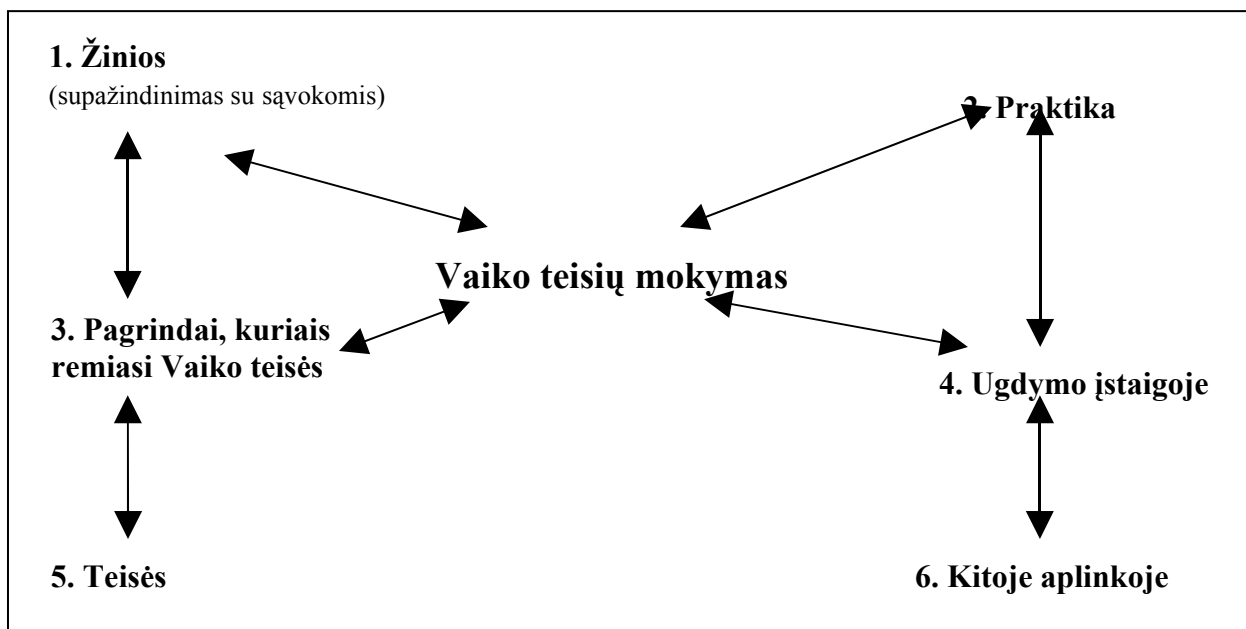 1. Žinios
(supažindinimas su sąvokomis)
2. Praktika
Vaiko teisių mokymas
3. Pagrindai, kuriais
remiasi Vaiko teisės
4. Ugdymo įstaigoje
5. Teisės
6. Kitoje aplinkoje